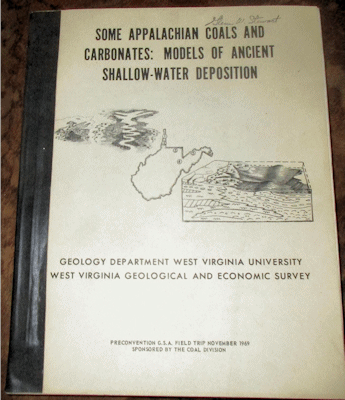 SOME APPALACHIAN COALS AND
CARBONATES: MODELS OF ANCIENT
SHALLOW-WATER DEPOSITION
GEOLOGY DEPARTMENT WEST VIRGINIA UNIVERSITY
WEST VIRGINIA GEOLOGICAL AND ECONOMIC SURVEY
PRECONVENTION G.S.A. FIELD TRIP NOVEMBER 1969
SPONSORED BY THE COAL DIVISION